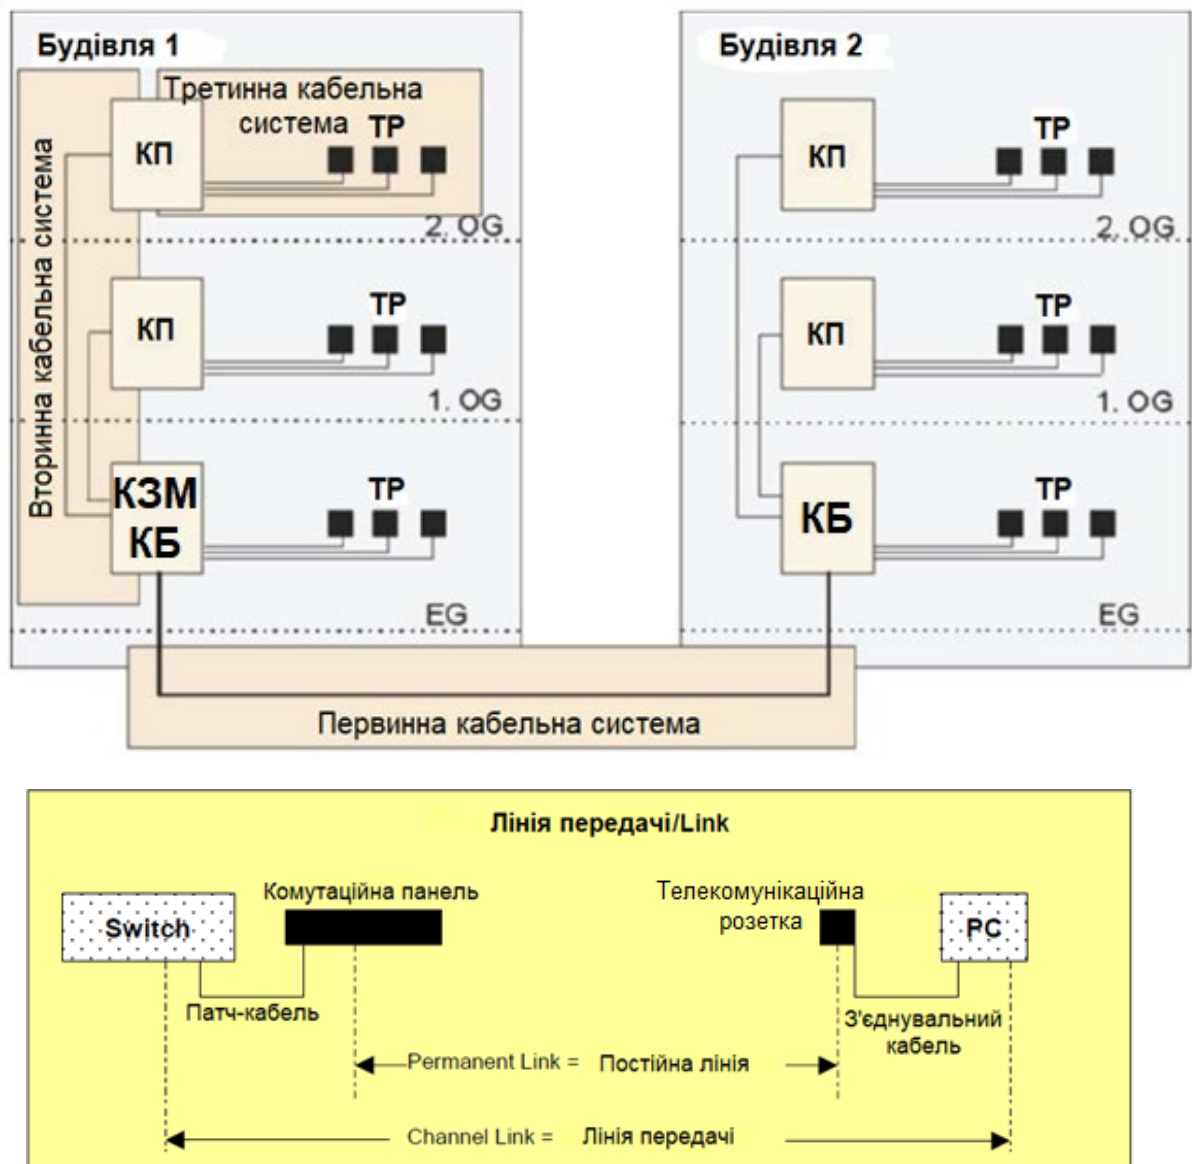 Будівля 1
Будівля 2
Третинна кабельна
система
ТР
ТР
КП
КП
2. OG
2. OG
Вторинна кабельна система
ТР
ТР
КП
КП
1. OG
1. OG
КЗМ
КБ
ТР
КБ
ТР
EG
EG
Первинна кабельна система
Лінія передачі/Link
Комутаційна панель
Телекомунікаційна
розетка
Switch
PC
Патч-кабель
З'єднувальний
кабель
Permanent Link = Постійна лінія
Channel Link = Лінія передачі